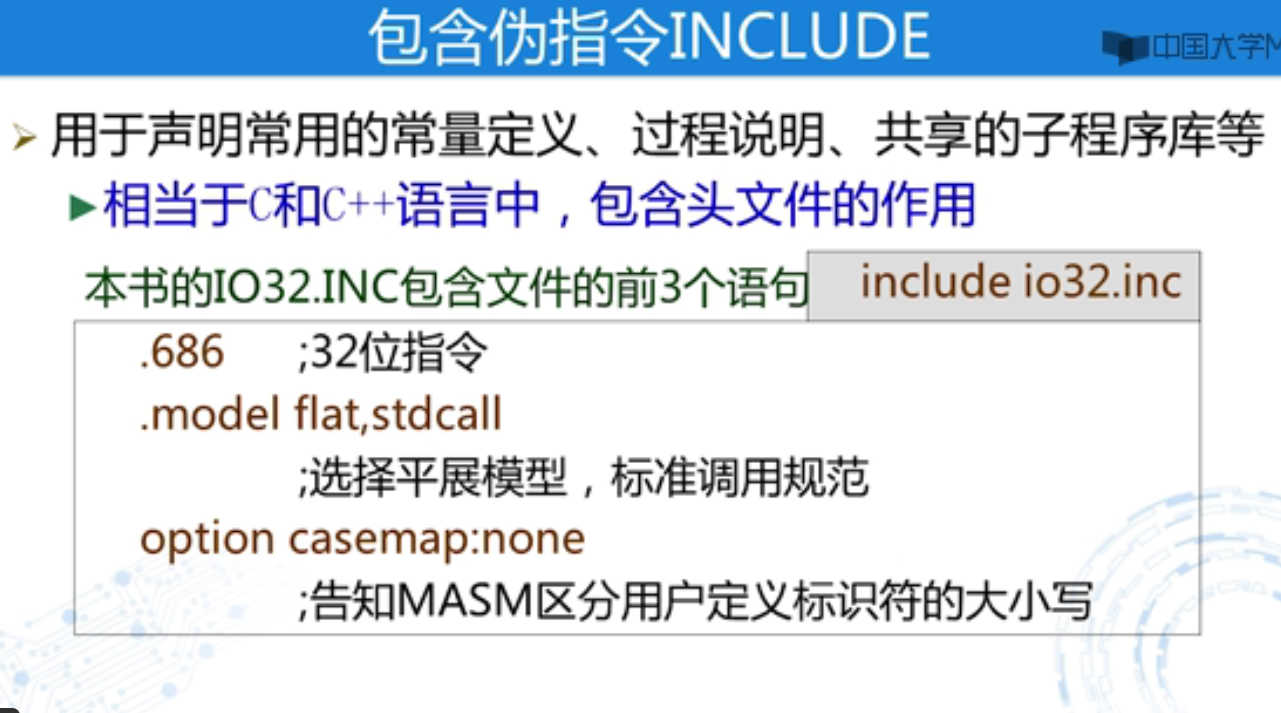 包含伪指令INCLUDE
中国大学M
用于声明常用的常量定义、过程说明、共享的子程序库等
相当于C和C++语言中，包含头文件的作用
本书的IO32.INC包含文件的前3个语句
include io32.inc
.686 ;32位指令
.model flat,stdcall
;选择平展模型，标准调用规范
option casemap:none
;告知MASM区分用户定义标识符的大小写